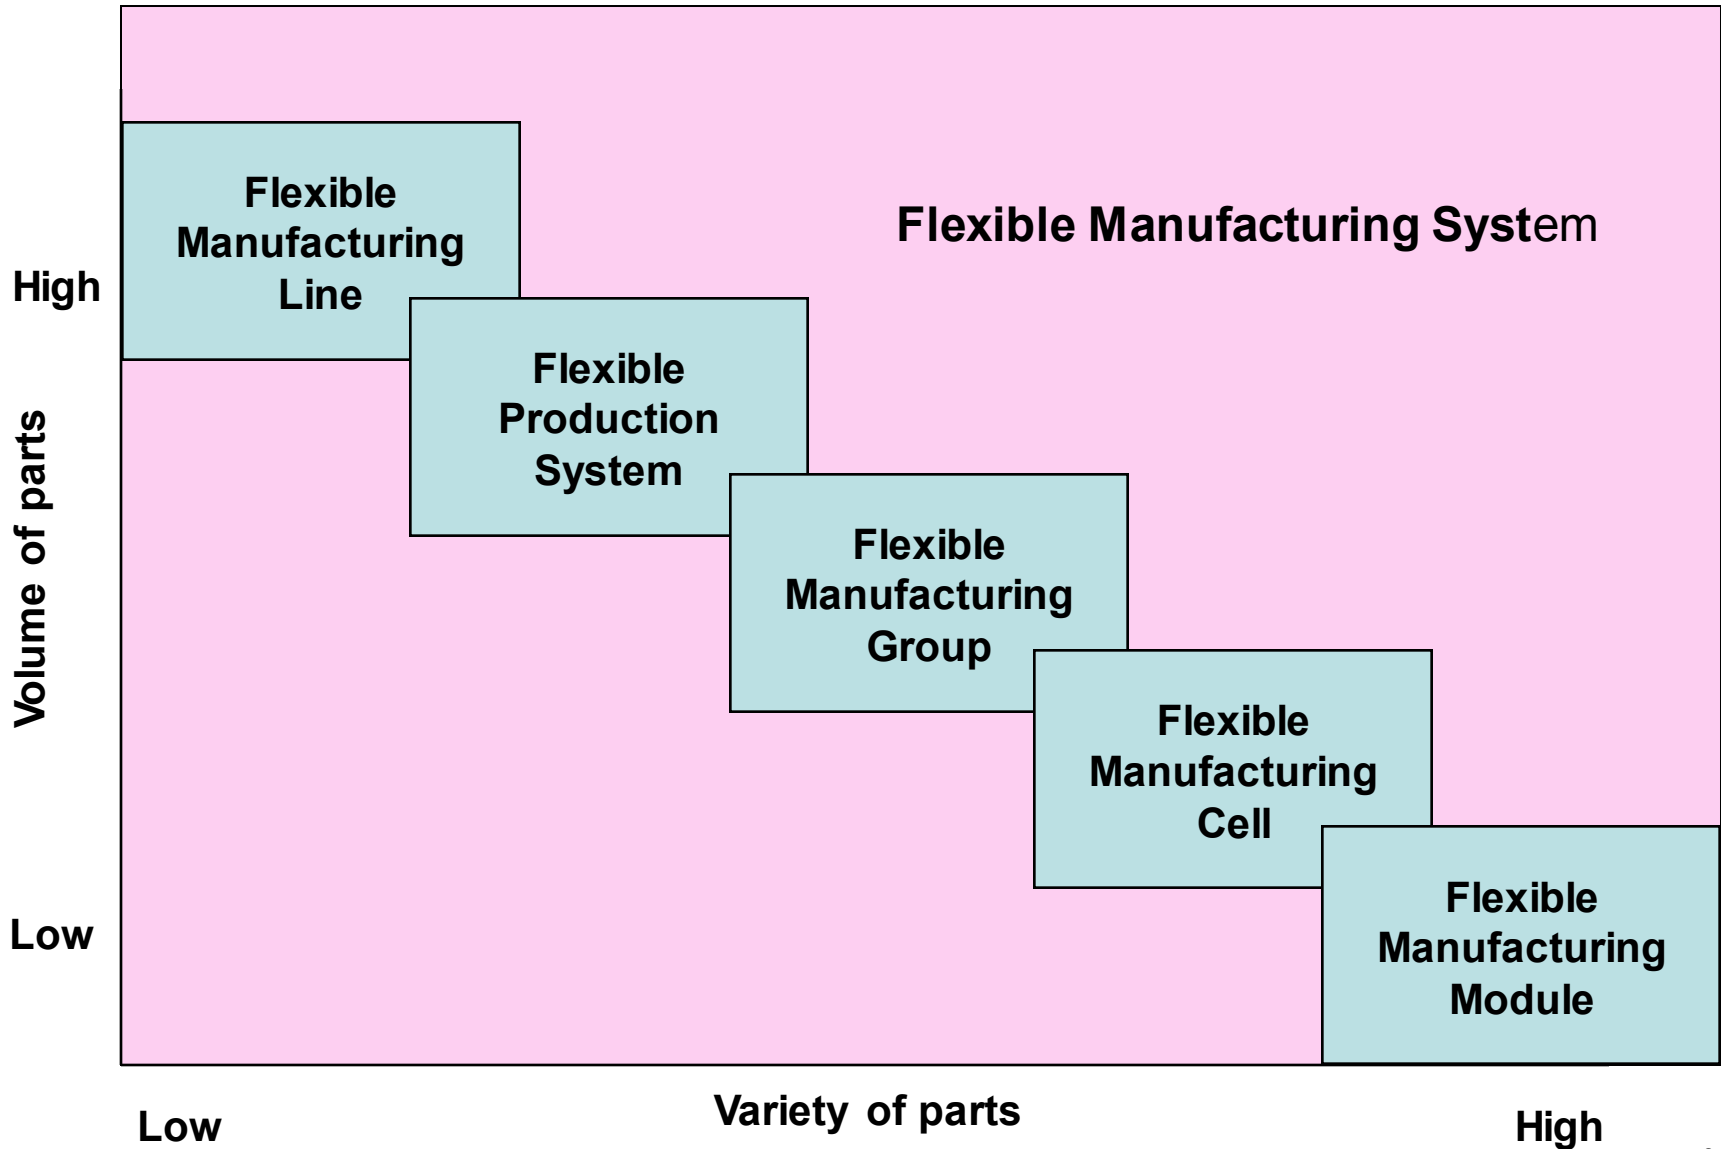 Flexible
Manufacturing
Line
Flexible Manufacturing System
High
Flexible
Production
System
Volume of parts
Flexible
Manufacturing
Group
Flexible
Manufacturing
Cell
Low
Flexible
Manufacturing
Module
Variety of parts
Low
High